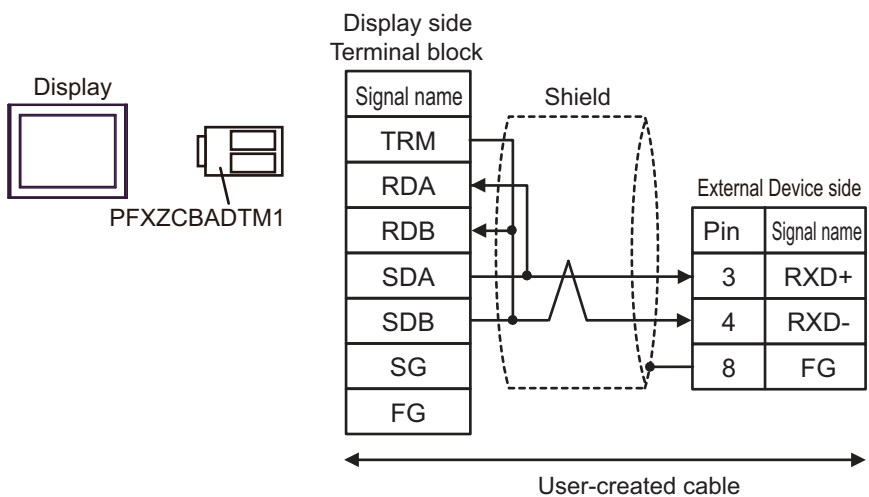 Display
PFXZCBADTM1
Display side
Terminal block
Signal name
TRM
RDA
RDB
SDA
SDB
SG
FG
Shield
External Device side
Pin Signal name
3 RXD+
4 RXD-
8 FG
User-created cable